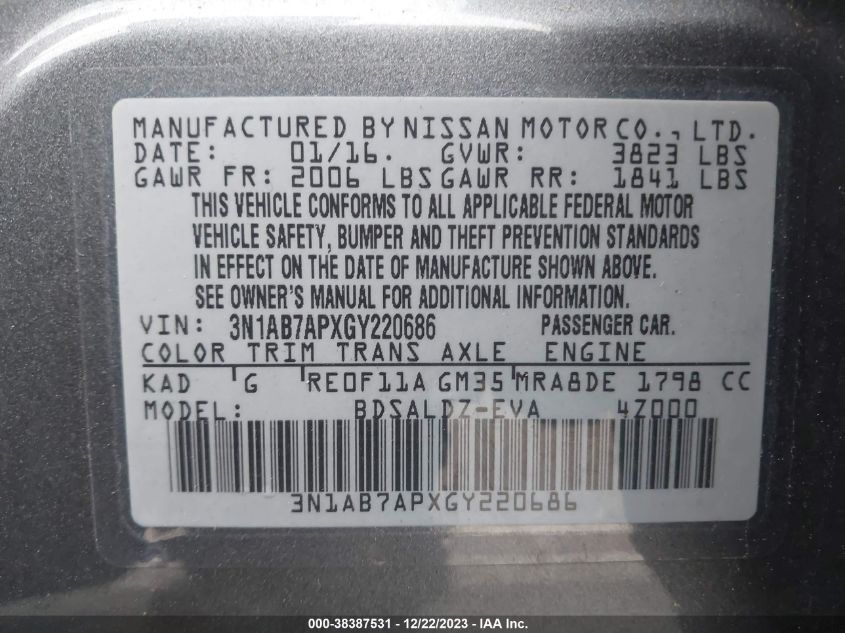 MANUFACTURED BY NISSAN MOTOR CO., LTD.
DATE: 01/16. GVWR: 3823 LBS
GAWR FR: 2006 LBS GAWR RR: 1841 LBS
THIS VEHICLE CONFORMS TO ALL APPLICABLE FEDERAL MOTOR
VEHICLE SAFETY, BUMPER AND THEFT PREVENTION STANDARDS
IN EFFECT ON THE DATE OF MANUFACTURE SHOWN ABOVE.
SEE OWNER'S MANUAL FOR ADDITIONAL INFORMATION.
VIN: 3N1AB7APXGY220686 PASSENGER CAR.
COLOR TRIM TRANS AXLE ENGINE
KAD G RE0F11A GM35 MRA8DE 1798 CC
MODEL: BDSALDZ-EVA 4Z000
3N1AB7APXGY220686
000-38387531 - 12/22/2023 - IAA Inc.